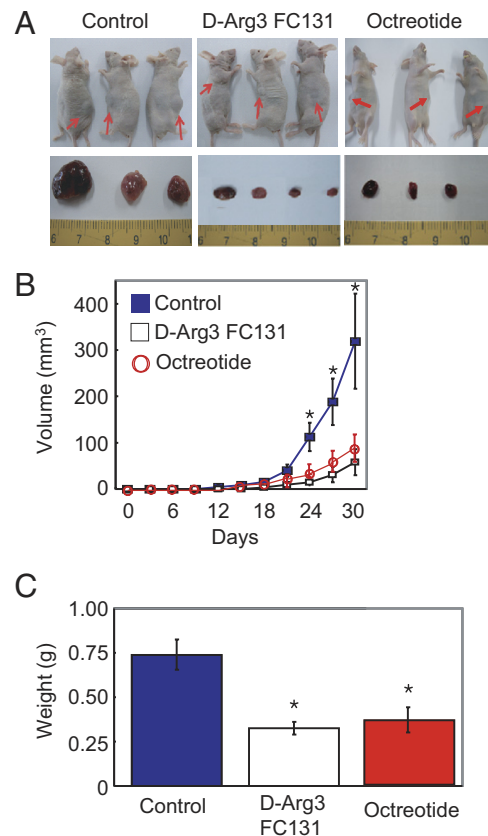 A
Control D-Arg3 FC131 Octreotide
6 7 8 9 10
6 7 8 9 10
6 7 8 9 10
B
Volume (mm³)
400
300
200
100
0
Control
D-Arg3 FC131
Octreotide
*
*
*
0 6 12 18 24 30
Days
C
Weight (g)
1.00
0.75
0.50
0.25
0
*
*
Control D-Arg3 FC131 Octreotide